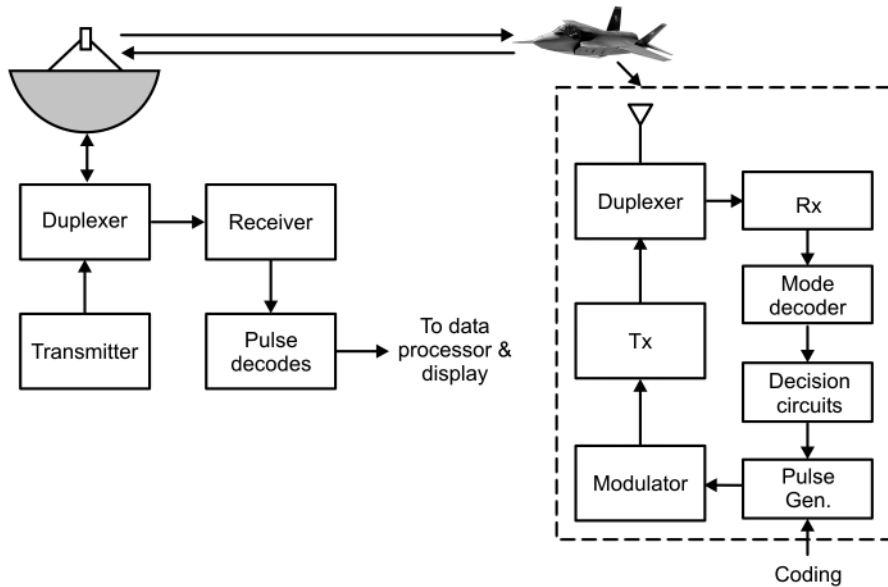 Duplexer
Receiver
Transmitter
Pulse
decodes
To data
processor &
display
Duplexer
Rx
Mode
decoder
Tx
Decision
circuits
Modulator
Pulse
Gen.
Coding